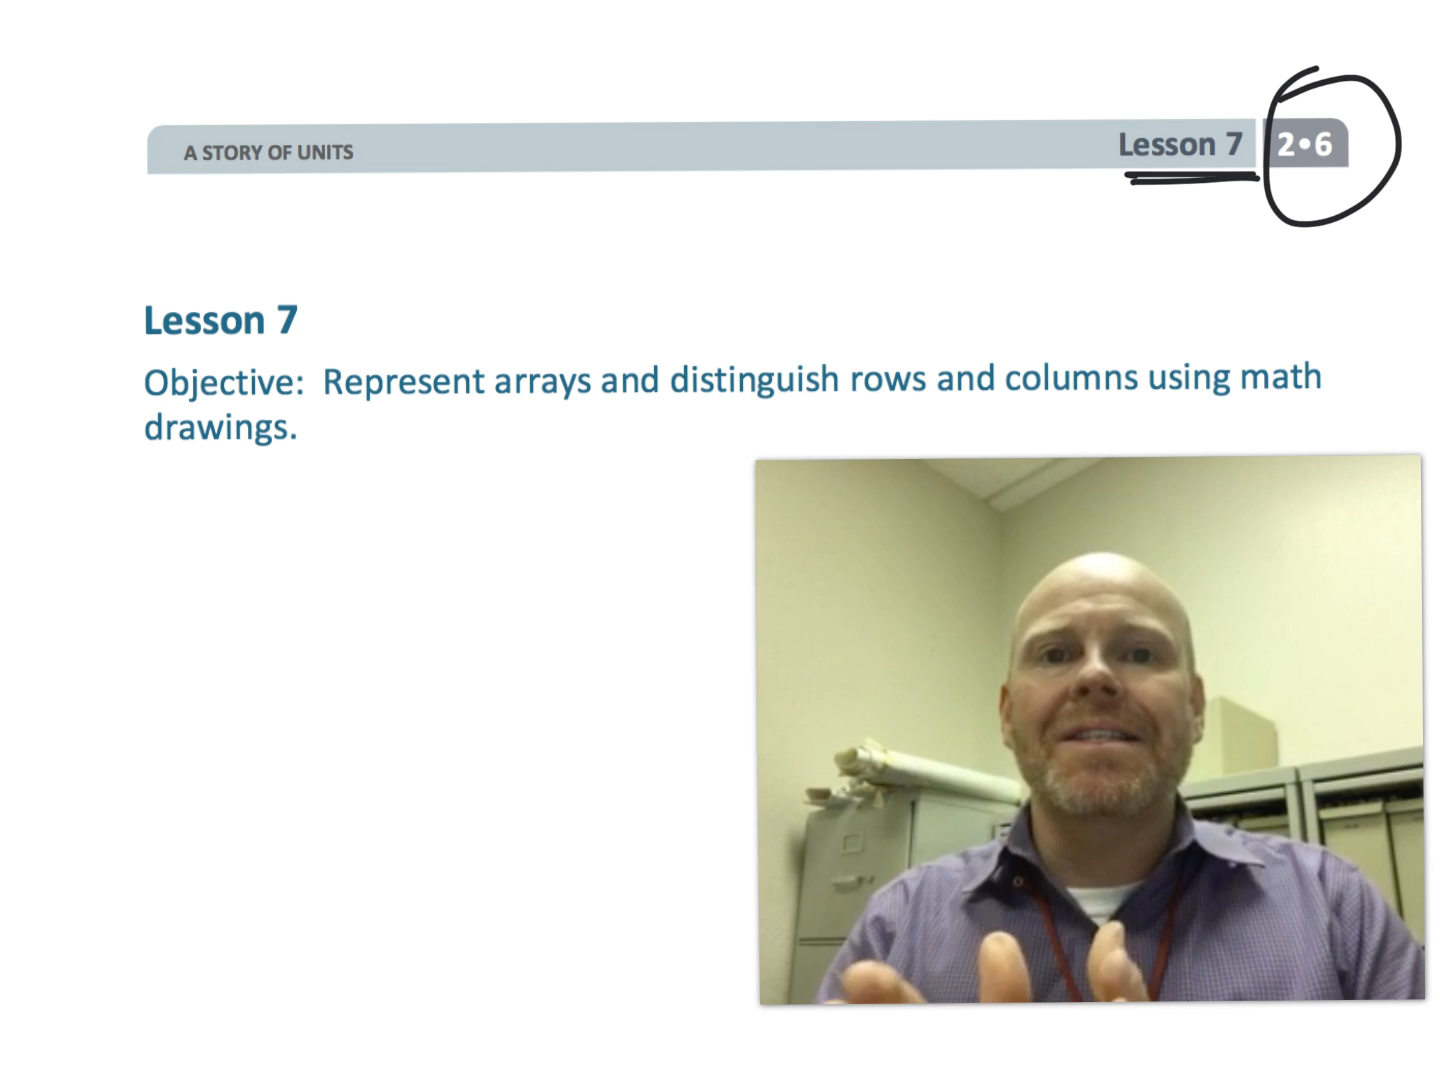 A STORY OF UNITS
Lesson 7
2•6
Lesson 7
Objective: Represent arrays and distinguish rows and columns using math
drawings.